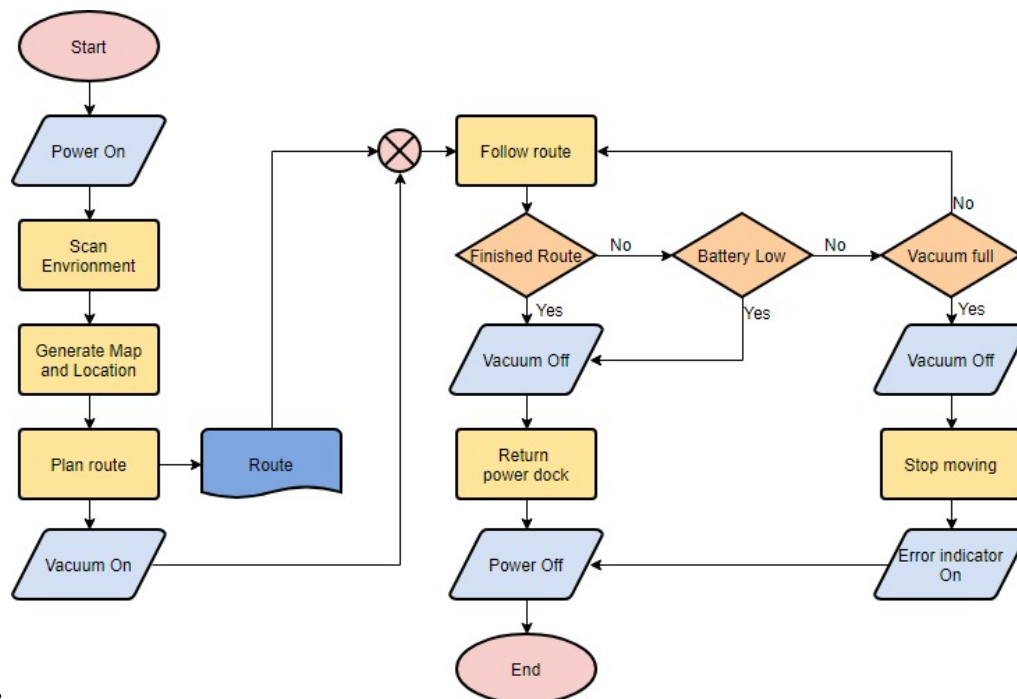 Start
Power On
Scan
Envrionment
Generate Map
and Location
Plan route
Route
Vacuum On
Follow route
Finished Route
No
Battery Low
No
Vacuum full
No
Yes
Yes
Yes
Vacuum Off
Vacuum Off
Return
power dock
Stop moving
Power Off
Error indicator
On
End